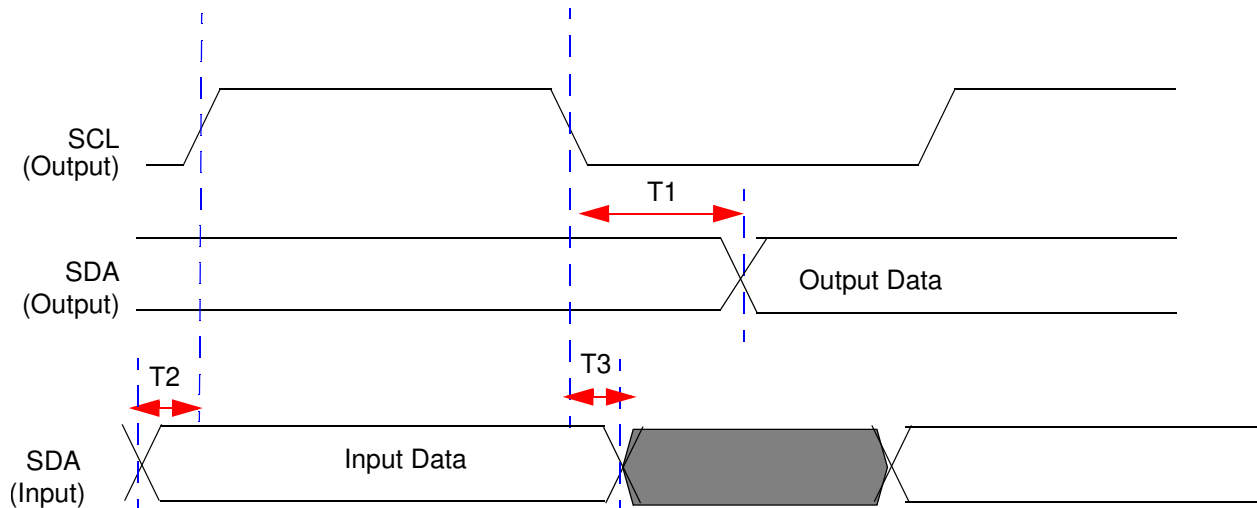 SCL
(Output)
T1
SDA
(Output)
Output Data
T2
T3
SDA
(Input)
Input Data